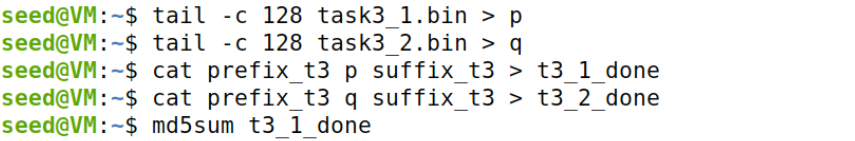 seed@VM:~$ tail -c 128 task3_1.bin > p
seed@VM:~$ tail -c 128 task3_2.bin > q
seed@VM:~$ cat prefix_t3 p suffix_t3 > t3_1_done
seed@VM:~$ cat prefix_t3 q suffix_t3 > t3_2_done
seed@VM:~$ md5sum t3_1_done